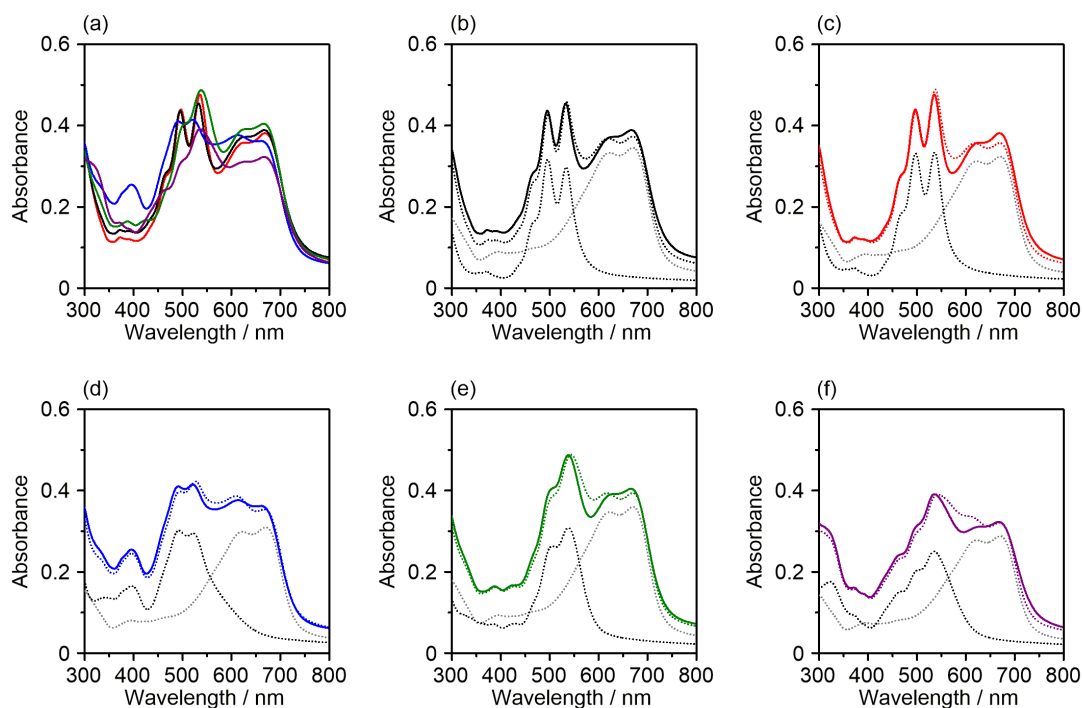 (a) (b) (c)
0.6 0.6 0.6
0.4 0.4 0.4
0.2 0.2 0.2
0 0 0
Absorbance Absorbance Absorbance
300 400 500 600 700 800 300 400 500 600 700 800 300 400 500 600 700 800
Wavelength / nm Wavelength / nm Wavelength / nm
(d) (e) (f)
0.6 0.6 0.6
0.4 0.4 0.4
0.2 0.2 0.2
0 0 0
Absorbance Absorbance Absorbance
300 400 500 600 700 800 300 400 500 600 700 800 300 400 500 600 700 800
Wavelength / nm Wavelength / nm Wavelength / nm